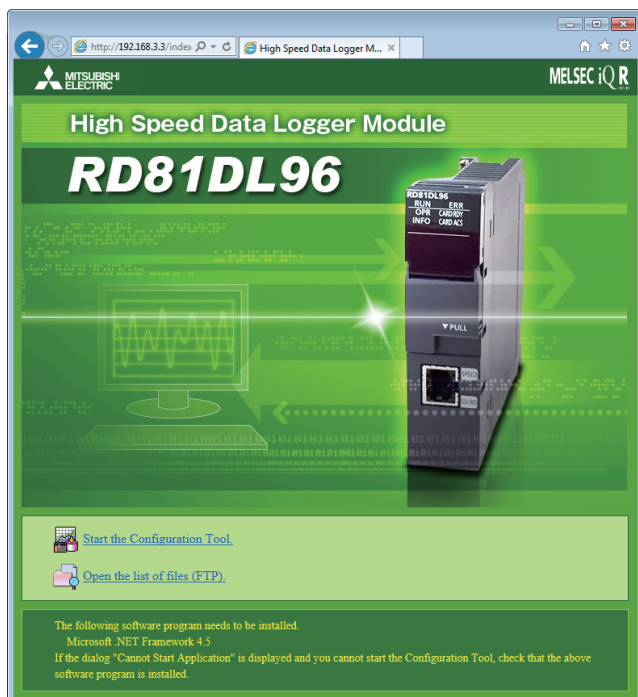 http://192.168.3.3/index
High Speed Data Logger M...
MITSUBISHI
ELECTRIC
MELSEC iQ R
series
High Speed Data Logger Module
RD81DL96
RD81DL96
RUN ERR
OPR CARD RDY
INFO CARD ACS
▼PULL
SPEED
SD/RD
Start the Configuration Tool.
Open the list of files (FTP).
The following software program needs to be installed.
Microsoft .NET Framework 4.5
If the dialog "Cannot Start Application" is displayed and you cannot start the Configuration Tool, check that the above
software program is installed.